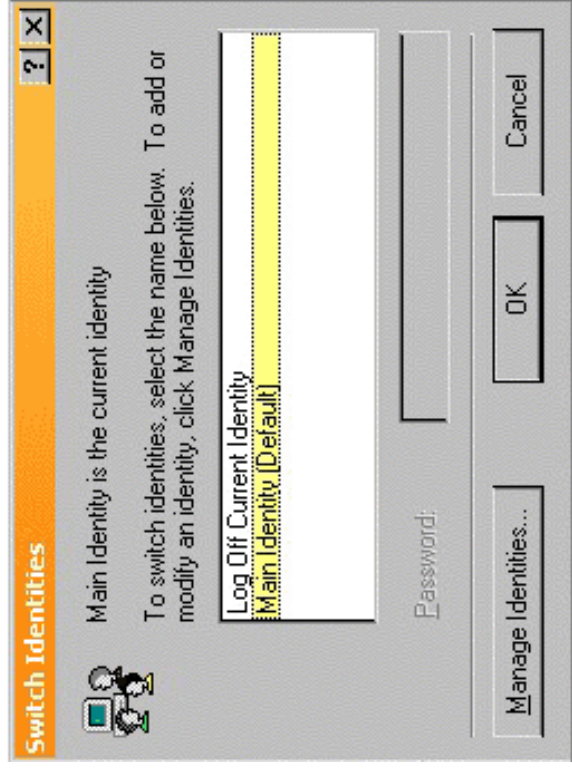 Switch Identities
? X
Main Identity is the current identity
To switch identities, select the name below. To add or
modify an identity, click Manage Identities.
Log Off Current Identity
Main Identity (Default)
Password:
Manage Identities...
OK
Cancel